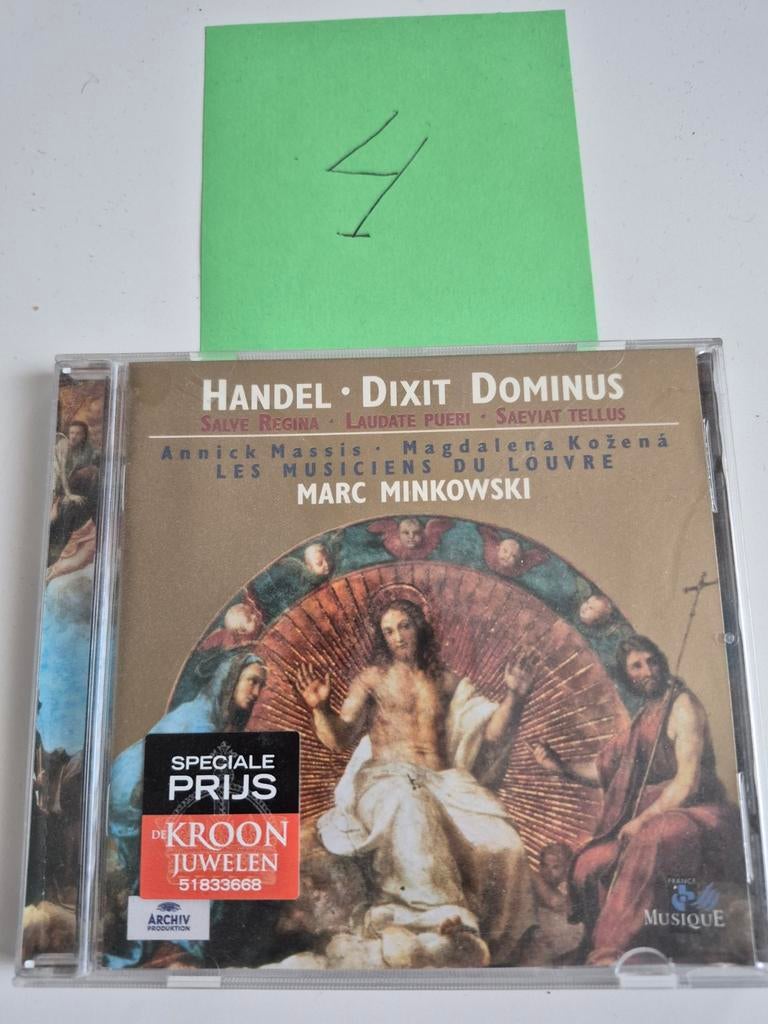 4
HANDEL · DIXIT DOMINUS
SALVE REGINA · LAUDATE PUERI · SAEVIAT TELLUS
Annick Massis · Magdalena Kožená
LES MUSICIENS DU LOUVRE
MARC MINKOWSKI
SPECIALE
PRIJS
DE KROON
JUWELEN
51833668
ARCHIV
PRODUKTION
FRANCE
MUSIQUE